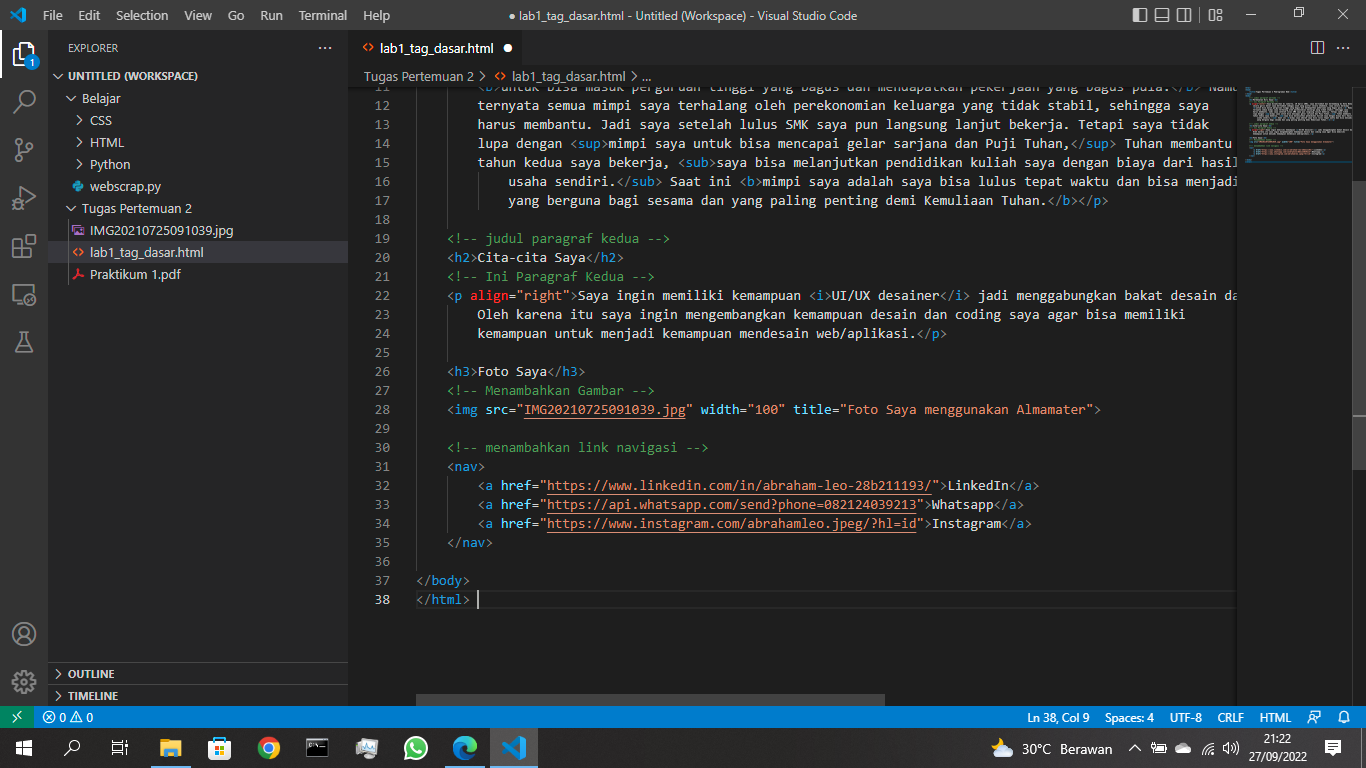 File Edit Selection View Go Run Terminal Help
● lab1_tag_dasar.html - Untitled (Workspace) - Visual Studio Code
1
EXPLORER
UNTITLED (WORKSPACE)
Belajar
CSS
HTML
Python
webscrap.py
Tugas Pertemuan 2
IMG20210725091039.jpg
lab1_tag_dasar.html
Praktikum 1.pdf
OUTLINE
TIMELINE
lab1_tag_dasar.html
Tugas Pertemuan 2 > lab1_tag_dasar.html > ...
11 <b>untuk bisa masuk perguruan tinggi yang bagus dan mendapatkan pekerjaan yang bagus pula.</b> Namu
12 ternyata semua mimpi saya terhalang oleh perekonomian keluarga yang tidak stabil, sehingga saya
13 harus membantu. Jadi saya setelah lulus SMK saya pun langsung lanjut bekerja. Tetapi saya tidak
14 lupa dengan <sup>mimpi saya untuk bisa mencapai gelar sarjana dan Puji Tuhan,</sup> Tuhan membantu
15 tahun kedua saya bekerja, <sub>saya bisa melanjutkan pendidikan kuliah saya dengan biaya dari hasil
16 usaha sendiri.</sub> Saat ini <b>mimpi saya adalah saya bisa lulus tepat waktu dan bisa menjadi
17 yang berguna bagi sesama dan yang paling penting demi Kemuliaan Tuhan.</b></p>
18
19 <!-- judul paragraf kedua -->
20 <h2>Cita-cita Saya</h2>
21 <!-- Ini Paragraf Kedua -->
22 <p align="right">Saya ingin memiliki kemampuan <i>UI/UX desainer</i> jadi menggabungkan bakat desain da
23 Oleh karena itu saya ingin mengembangkan kemampuan desain dan coding saya agar bisa memiliki
24 kemampuan untuk menjadi kemampuan mendesain web/aplikasi.</p>
25
26 <h3>Foto Saya</h3>
27 <!-- Menambahkan Gambar -->
28 <img src="IMG20210725091039.jpg" width="100" title="Foto Saya menggunakan Almamater">
29
30 <!-- menambahkan link navigasi -->
31 <nav>
32 <a href="https://www.linkedin.com/in/abraham-leo-28b211193/">LinkedIn</a>
33 <a href="https://api.whatsapp.com/send?phone=082124039213">Whatsapp</a>
34 <a href="https://www.instagram.com/abrahamleo.jpeg/?hl=id">Instagram</a>
35 </nav>
36
37 </body>
38 </html>
0 0
Ln 38, Col 9 Spaces: 4 UTF-8 CRLF HTML
30°C Berawan
21:22
27/09/2022